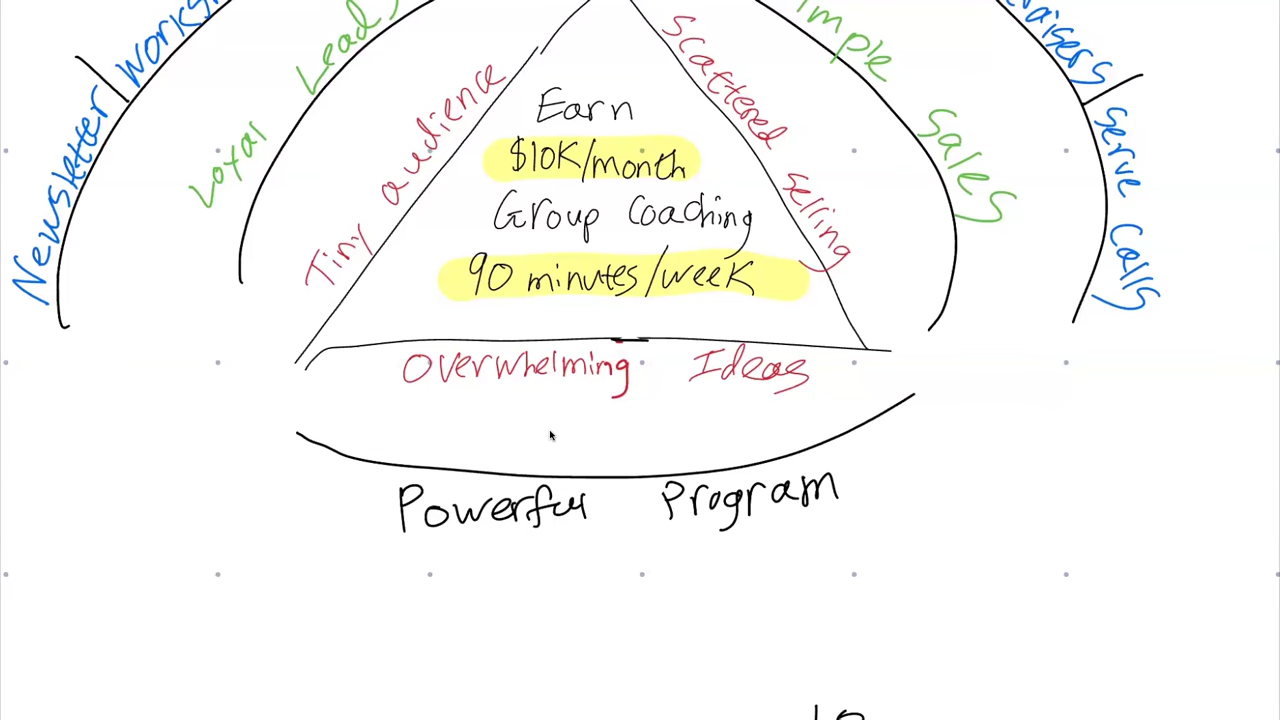 Newsletter
Loyal Lead
Tiny audience
Earn
$10K/month
Group Coaching
90 minutes/week
Scattered selling
Sales
Serve Calls
Overwhelming Ideas
Powerful Program